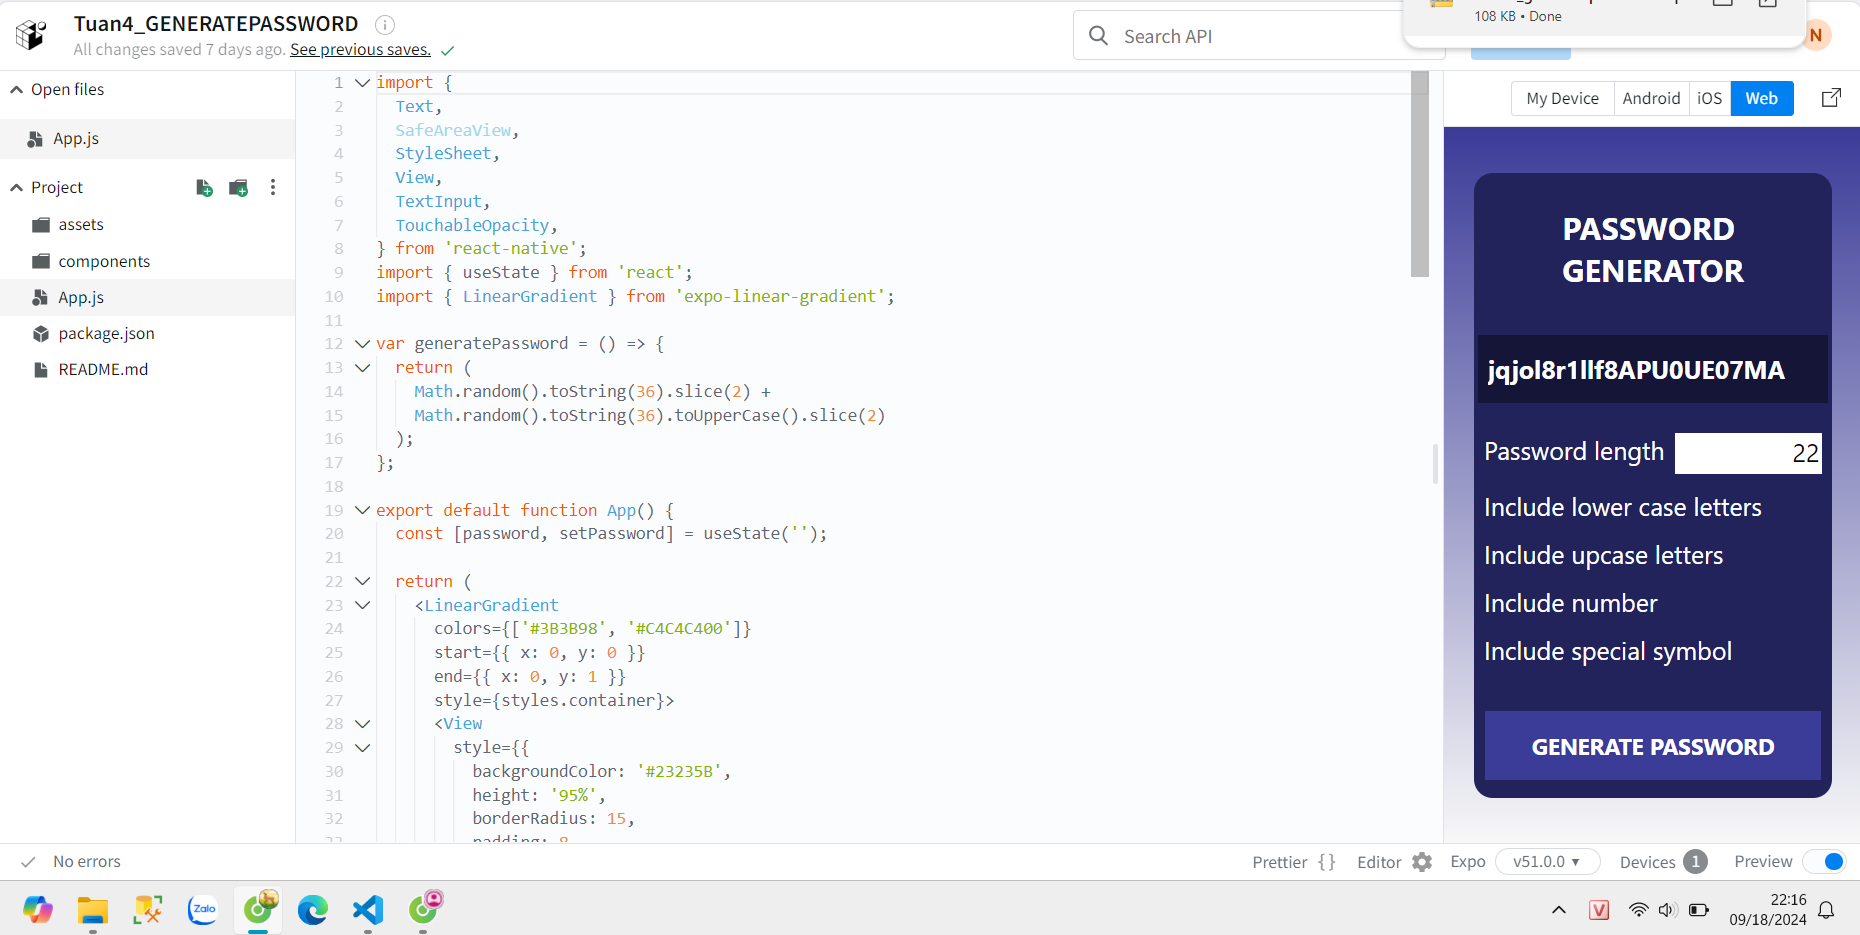 Tuan4_GENERATEPASSWORD
All changes saved 7 days ago. See previous saves.
Search API
108 KB • Done
N
Open files
App.js
Project
assets
components
App.js
package.json
README.md
1 import {
2 Text,
3 SafeAreaView,
4 StyleSheet,
5 View,
6 TextInput,
7 TouchableOpacity,
8 } from 'react-native';
9 import { useState } from 'react';
10 import { LinearGradient } from 'expo-linear-gradient';
11
12 var generatePassword = () => {
13 return (
14 Math.random().toString(36).slice(2) +
15 Math.random().toString(36).toUpperCase().slice(2)
16 );
17 };
18
19 export default function App() {
20 const [password, setPassword] = useState('');
21
22 return (
23 <LinearGradient
24 colors={['#3B3B98', '#C4C4C400']}
25 start={{ x: 0, y: 0 }}
26 end={{ x: 0, y: 1 }}
27 style={styles.container}>
28 <View
29 style={{
30 backgroundColor: '#23235B',
31 height: '95%',
32 borderRadius: 15,
My Device
Android
iOS
Web
PASSWORD
GENERATOR
jqjol8r1llf8APU0UE07MA
Password length 22
Include lower case letters
Include upcase letters
Include number
Include special symbol
GENERATE PASSWORD
No errors
Prettier {} Editor Expo v51.0.0 Devices 1 Preview
Zalo
V
22:16
09/18/2024